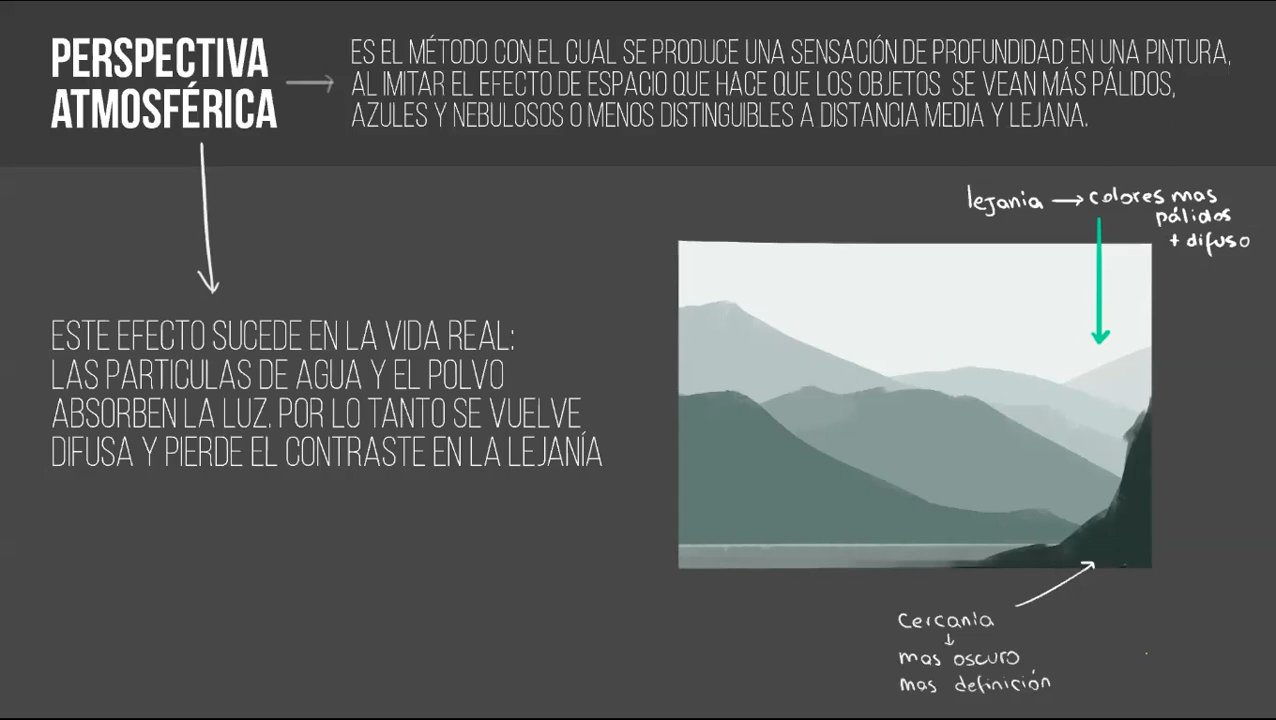 PERSPECTIVA
ATMOSFÉRICA
ES EL MÉTODO CON EL CUAL SE PRODUCE UNA SENSACIÓN DE PROFUNDIDAD EN UNA PINTURA,
AL IMITAR EL EFECTO DE ESPACIO QUE HACE QUE LOS OBJETOS SE VEAN MÁS PÁLIDOS,
AZULES Y NEBULOSOS O MENOS DISTINGUIBLES A DISTANCIA MEDIA Y LEJANA.
ESTE EFECTO SUCEDE EN LA VIDA REAL:
LAS PARTICULAS DE AGUA Y EL POLVO
ABSORBEN LA LUZ, POR LO TANTO SE VUELVE
DIFUSA Y PIERDE EL CONTRASTE EN LA LEJANÍA
lejania → colores mas
pálidos
+ difuso
Cercania
↓
mas oscuro
mas definición